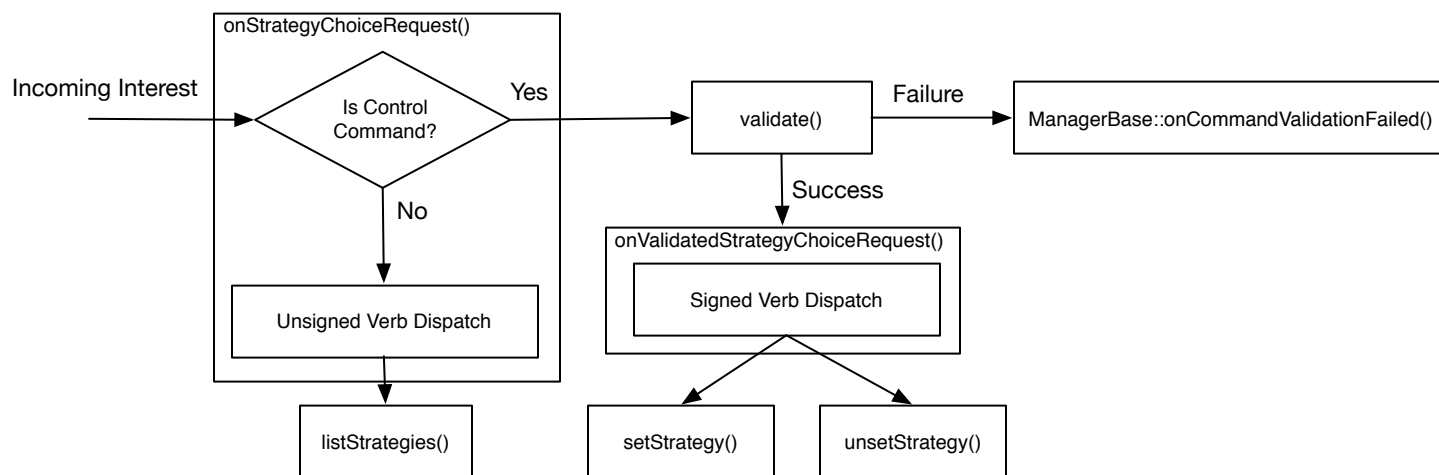 onStrategyChoiceRequest()
Incoming Interest
Is Control
Command?
Yes
validate()
Failure
ManagerBase::onCommandValidationFailed()
No
Success
onValidatedStrategyChoiceRequest()
Unsigned Verb Dispatch
Signed Verb Dispatch
listStrategies()
setStrategy()
unsetStrategy()